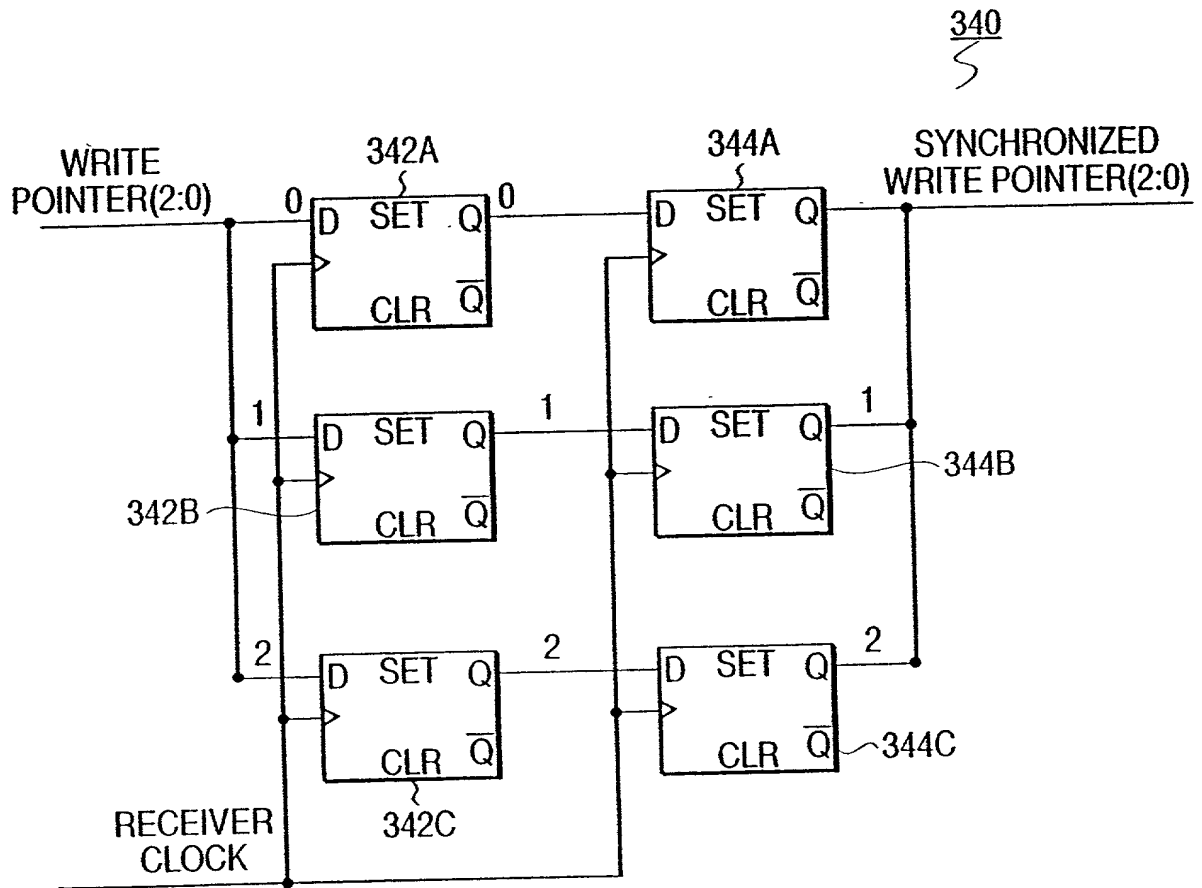 340
WRITE
POINTER(2:0)
342A
344A
SYNCHRONIZED
WRITE POINTER(2:0)
0
D SET Q
Q
CLR
0
D SET Q
Q
CLR
1
D SET Q
Q
CLR
342B
1
D SET Q
Q
CLR
1
344B
2
D SET Q
Q
CLR
342C
2
D SET Q
Q
CLR
2
344C
RECEIVER
CLOCK